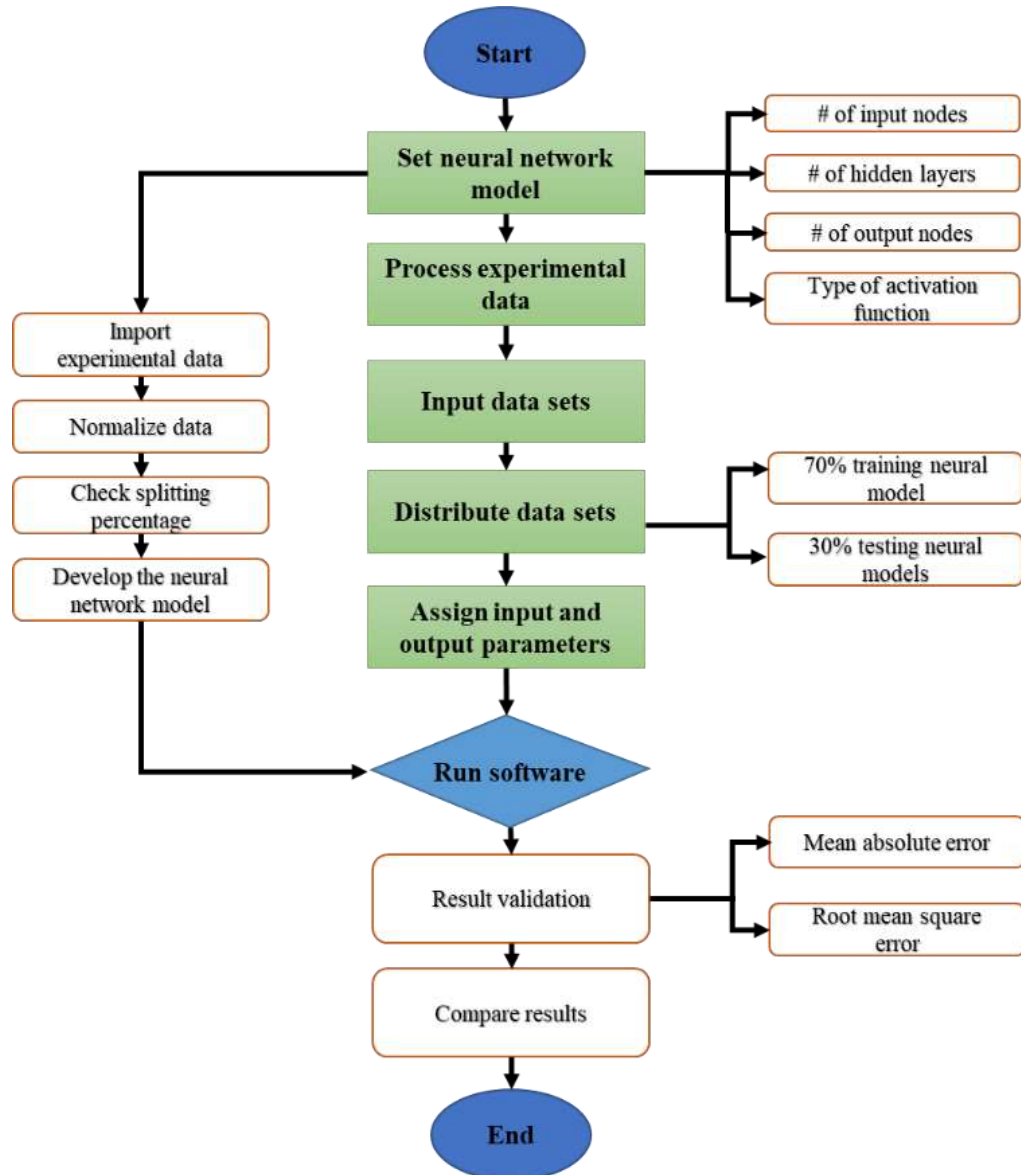 Start
Set neural network
model
# of input nodes
# of hidden layers
# of output nodes
Type of activation
function
Process experimental
data
Import
experimental data
Normalize data
Check splitting
percentage
Develop the neural
network model
Input data sets
Distribute data sets
70% training neural
model
30% testing neural
models
Assign input and
output parameters
Run software
Result validation
Mean absolute error
Root mean square
error
Compare results
End